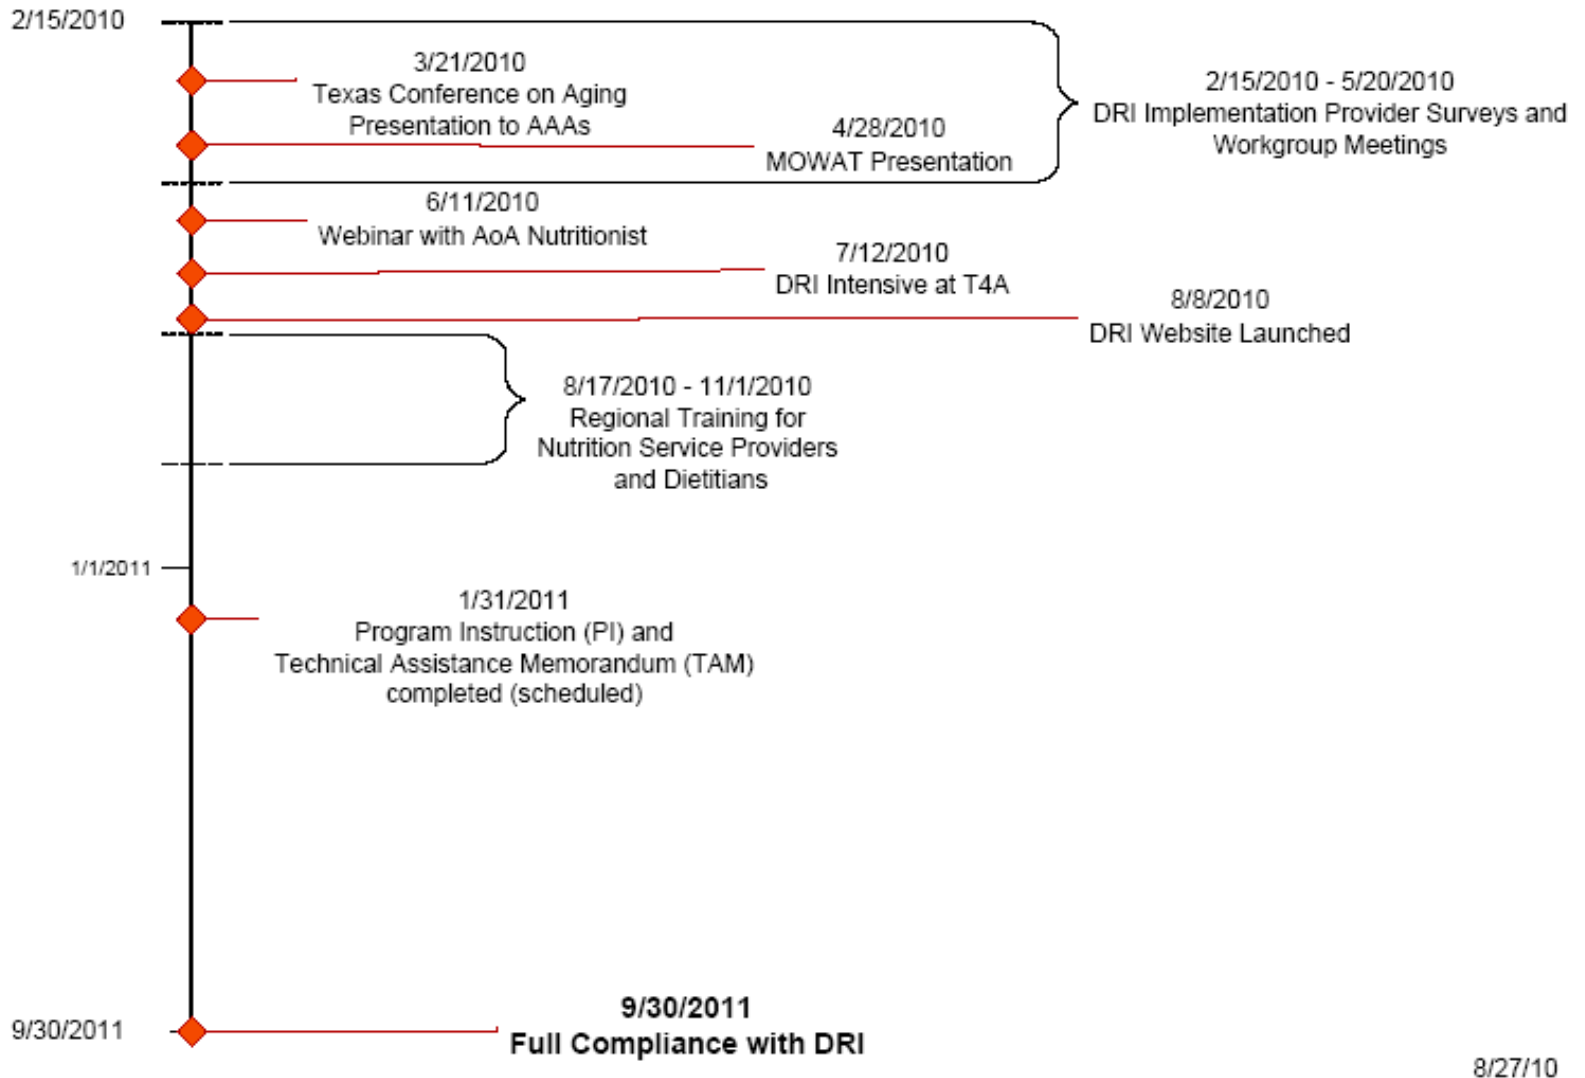 2/15/2010
3/21/2010
Texas Conference on Aging
Presentation to AAAs
2/15/2010 - 5/20/2010
DRI Implementation Provider Surveys and
Workgroup Meetings
4/28/2010
MOWAT Presentation
6/11/2010
Webinar with AoA Nutritionist
7/12/2010
DRI Intensive at T4A
8/8/2010
DRI Website Launched
8/17/2010 - 11/1/2010
Regional Training for
Nutrition Service Providers
and Dietitians
1/1/2011
1/31/2011
Program Instruction (PI) and
Technical Assistance Memorandum (TAM)
completed (scheduled)
9/30/2011
9/30/2011
Full Compliance with DRI
8/27/10